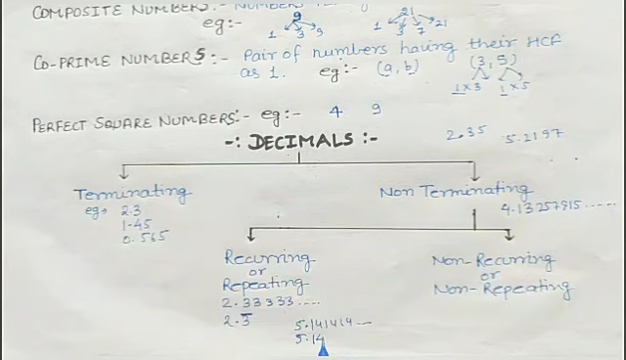 COMPOSITE NUMBERS :- NUMBERS
eg:- 9 21
1 3 9 1 3 7 21
CO-PRIME NUMBERS :- Pair of numbers having their HCF
as 1. eg:- (a, b) (3, 5)
1×3 1×5
PERFECT SQUARE NUMBERS:- eg:- 4 9
-: DECIMALS :- 2.35 5.2197
Terminating Non Terminating
eg→ 2.3 4.13257915.....
1.45
0.565
Recurring Non-Recurring
or or
Repeating Non-Repeating
2.33333....
2.3̅ 5.141414...
5.14